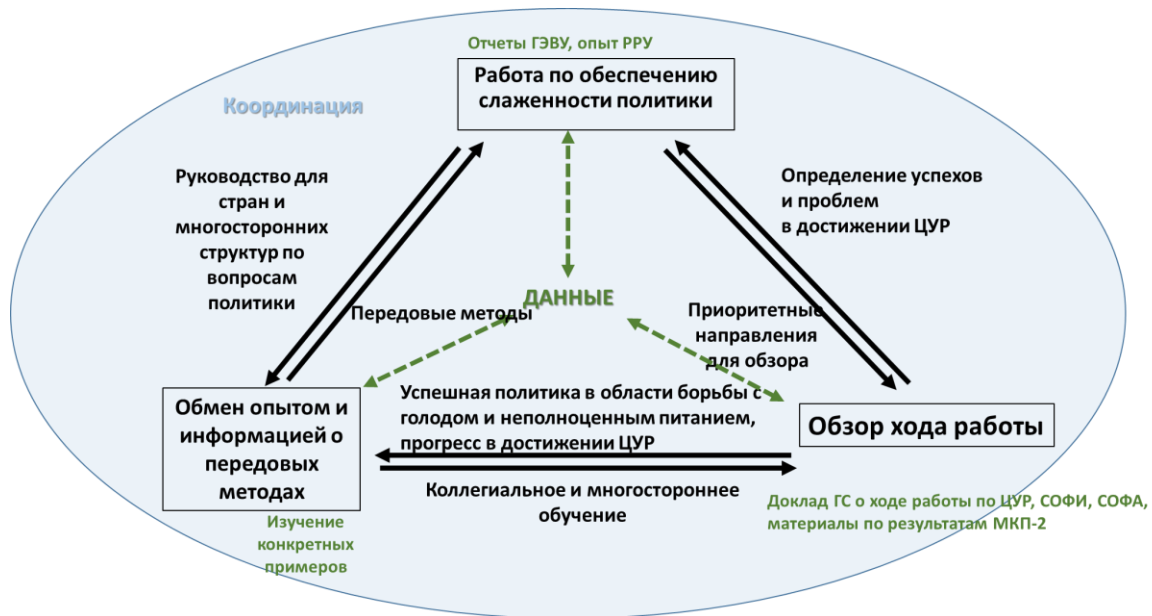 Отчеты ГЭВУ, опыт РРУ
Работа по обеспечению
слаженности политики
Координация
Руководство для
стран и
многосторонних
структур по
вопросам
политики
Определение успехов
и проблем
в достижении ЦУР
ДАННЫЕ
Передовые методы
Приоритетные
направления
для обзора
Обмен опытом и
информацией о
передовых
методах
Успешная политика в области борьбы с
голодом и неполноценным питанием,
прогресс в достижении ЦУР
Обзор хода работы
Коллегиальное и многостороннее
обучение
Изучение
конкретных
примеров
Доклад ГС о ходе работы по ЦУР, СОФИ, СОФА,
материалы по результатам МКП-2